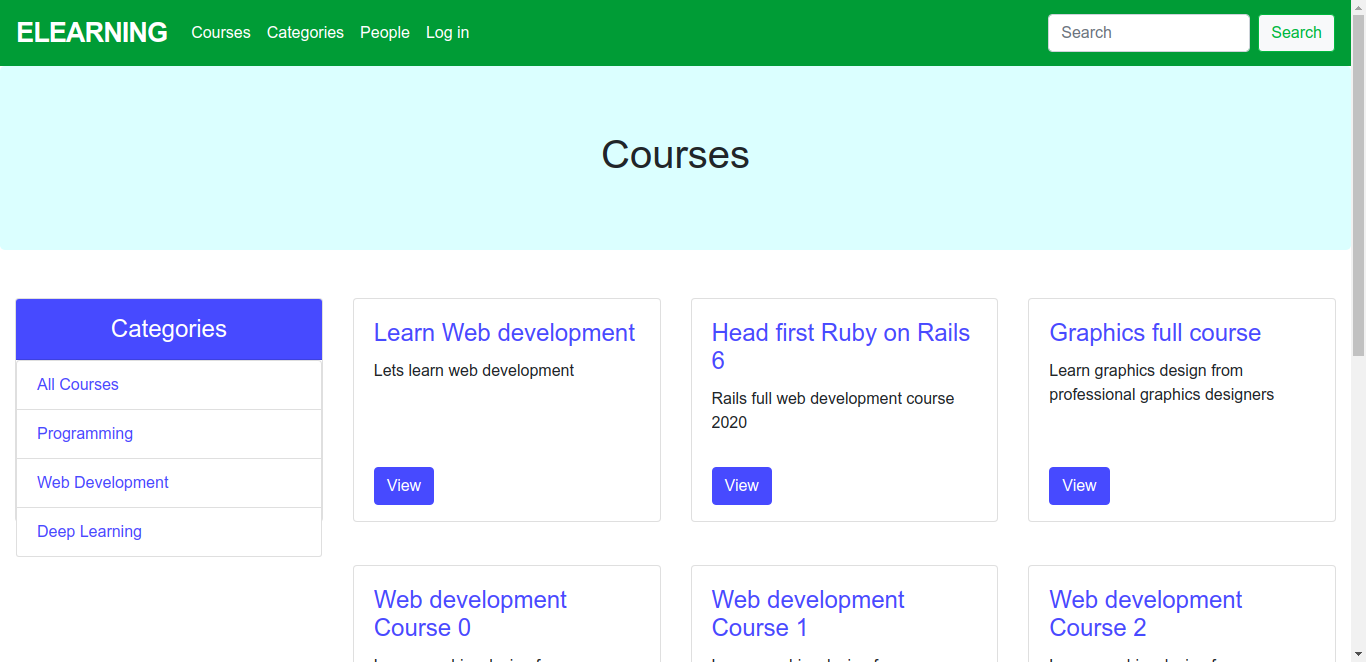 ELEARNING Courses Categories People Log in Search Search
Courses
Categories
All Courses
Programming
Web Development
Deep Learning
Learn Web development
Lets learn web development
View
Head first Ruby on Rails
6
Rails full web development course
2020
View
Graphics full course
Learn graphics design from
professional graphics designers
View
Web development
Course 0
Web development
Course 1
Web development
Course 2